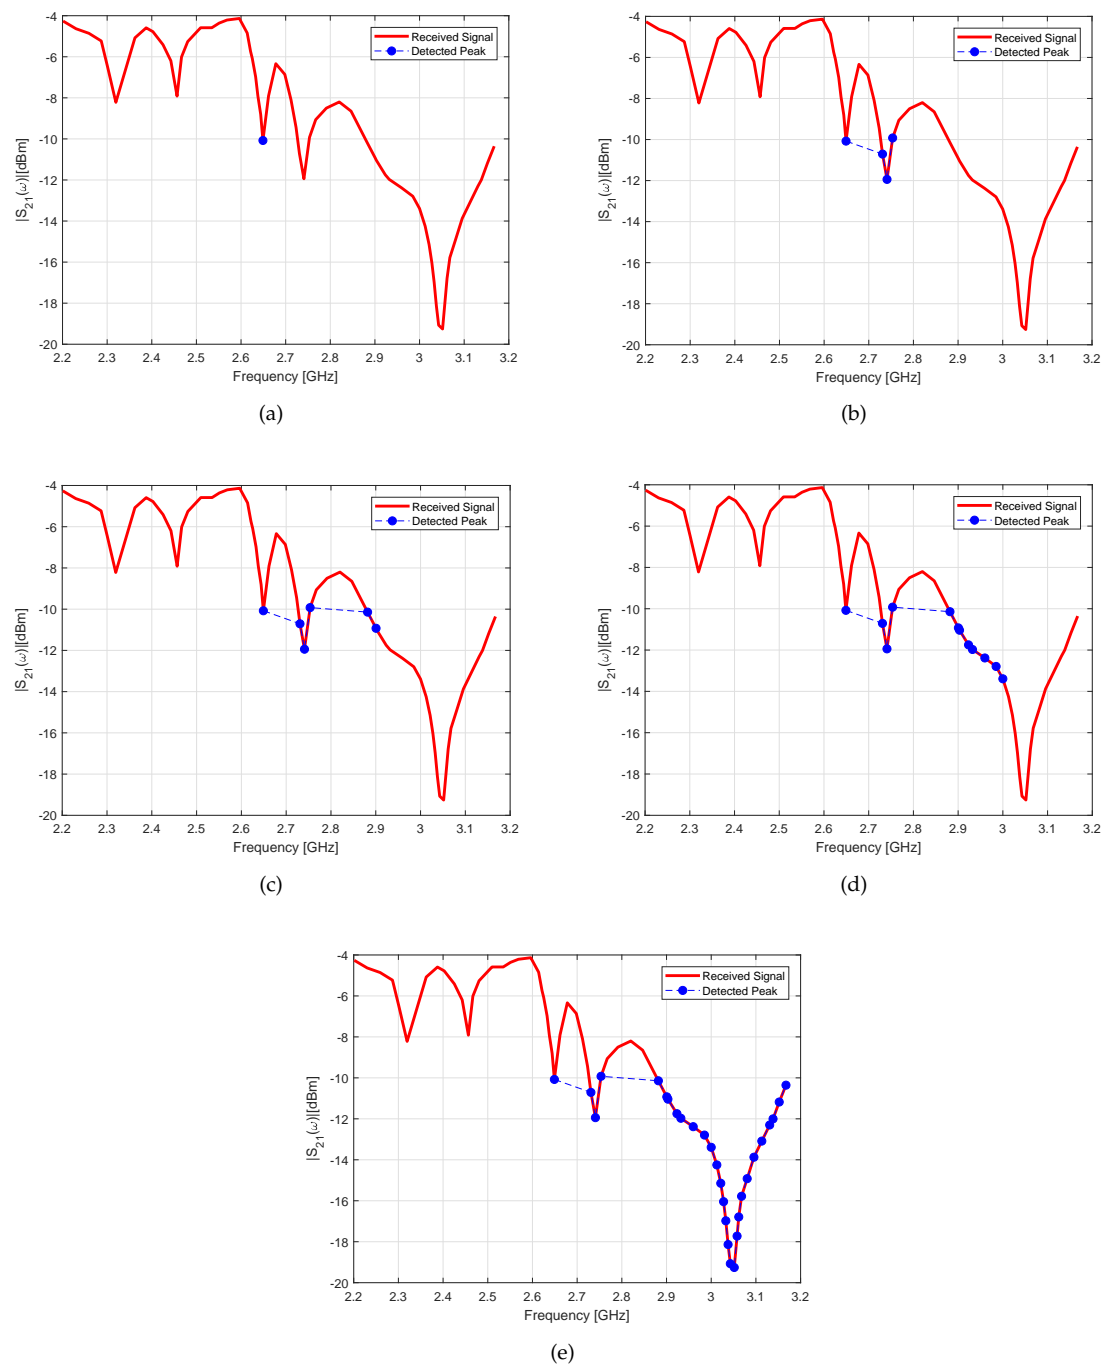 -4
-6
-8
-10
-12
-14
-16
-18
-20
2.2 2.3 2.4 2.5 2.6 2.7 2.8 2.9 3 3.1 3.2
Frequency [GHz]
|S21(ω)|[dBm]
Received Signal
Detected Peak
(a)
-4
-6
-8
-10
-12
-14
-16
-18
-20
2.2 2.3 2.4 2.5 2.6 2.7 2.8 2.9 3 3.1 3.2
Frequency [GHz]
|S21(ω)|[dBm]
Received Signal
Detected Peak
(b)
-4
-6
-8
-10
-12
-14
-16
-18
-20
2.2 2.3 2.4 2.5 2.6 2.7 2.8 2.9 3 3.1 3.2
Frequency [GHz]
|S21(ω)|[dBm]
Received Signal
Detected Peak
(c)
-4
-6
-8
-10
-12
-14
-16
-18
-20
2.2 2.3 2.4 2.5 2.6 2.7 2.8 2.9 3 3.1 3.2
Frequency [GHz]
|S21(ω)|[dBm]
Received Signal
Detected Peak
(d)
-4
-6
-8
-10
-12
-14
-16
-18
-20
2.2 2.3 2.4 2.5 2.6 2.7 2.8 2.9 3 3.1 3.2
Frequency [GHz]
|S21(ω)|[dBm]
Received Signal
Detected Peak
(e)